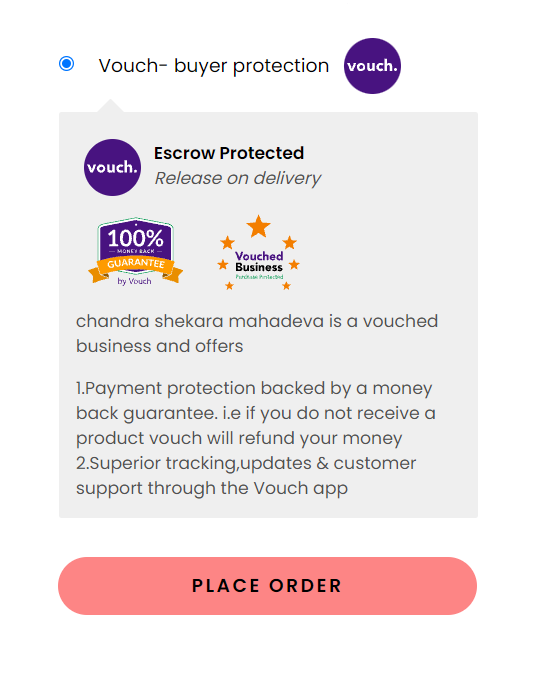 Vouch- buyer protection
vouch.
vouch.
Escrow Protected
Release on delivery
100%
MONEY BACK
GUARANTEE
by Vouch
Vouched
Business
Purchase Protected
chandra shekara mahadeva is a vouched
business and offers
1.Payment protection backed by a money
back guarantee. i.e if you do not receive a
product vouch will refund your money
2.Superior tracking,updates & customer
support through the Vouch app
PLACE ORDER